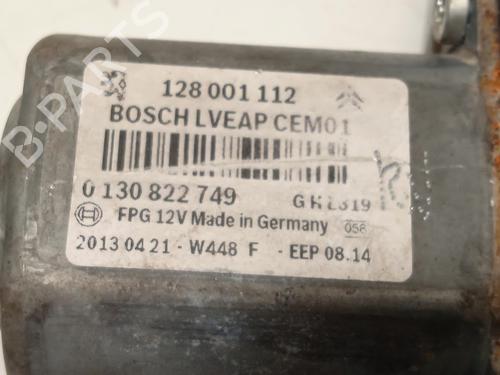 128 001 112
BOSCH LVEAP CEM01
0 130 822 749
FPG 12V Made in Germany 058
2013 04 21 - W448 F - EEP 08.14
B-PARTS